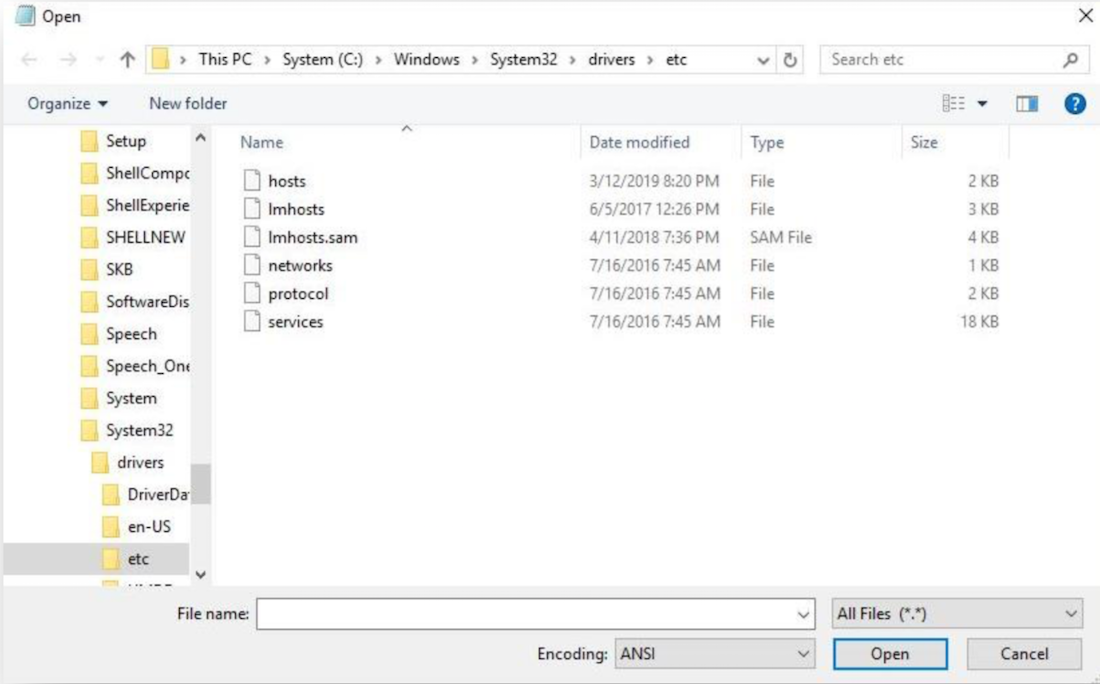 Open
This PC > System (C:) > Windows > System32 > drivers > etc
Search etc
Organize
New folder
Setup
ShellCompc
ShellExperie
SHELLNEW
SKB
SoftwareDis
Speech
Speech_One
System
System32
drivers
DriverDat
en-US
etc
Name Date modified Type Size
hosts 3/12/2019 8:20 PM File 2 KB
lmhosts 6/5/2017 12:26 PM File 3 KB
lmhosts.sam 4/11/2018 7:36 PM SAM File 4 KB
networks 7/16/2016 7:45 AM File 1 KB
protocol 7/16/2016 7:45 AM File 2 KB
services 7/16/2016 7:45 AM File 18 KB
File name:
All Files (*.*)
Encoding: ANSI
Open
Cancel